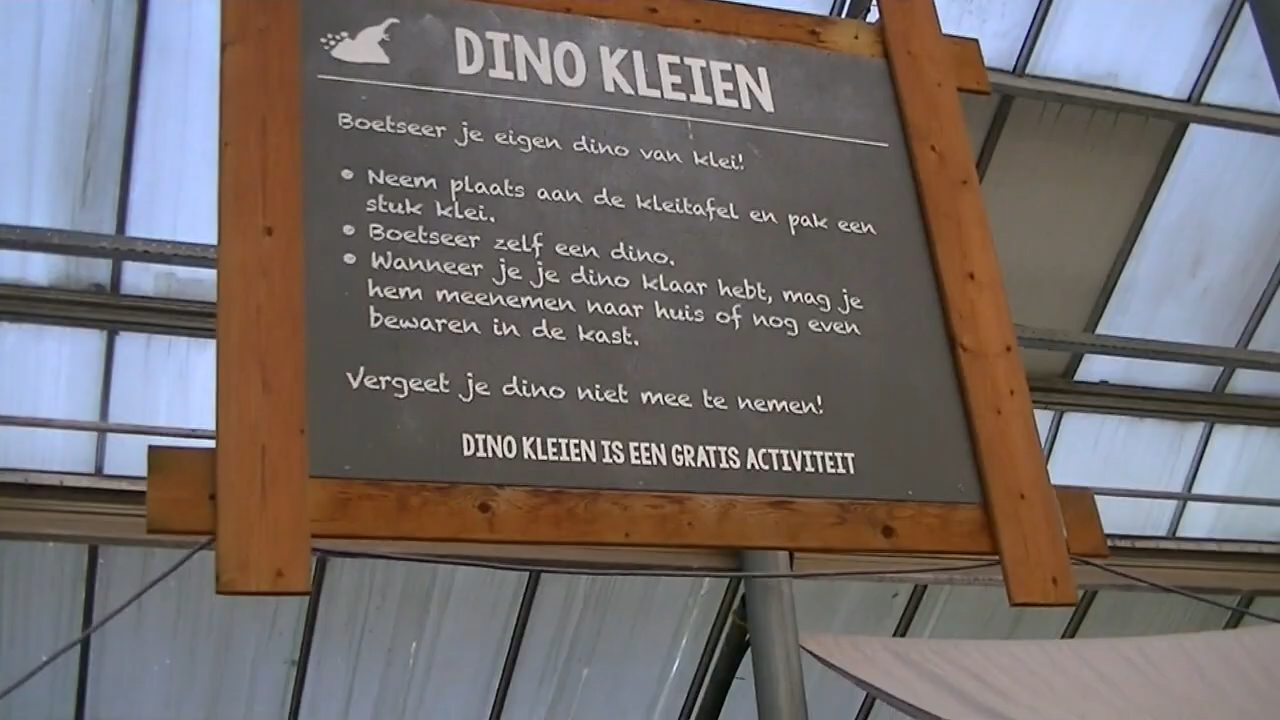 DINO KLEIEN
Boetseer je eigen dino van klei!
• Neem plaats aan de kleitafel en pak een
stuk klei.
• Boetseer zelf een dino.
• Wanneer je je dino klaar hebt, mag je
hem meenemen naar huis of nog even
bewaren in de kast.
Vergeet je dino niet mee te nemen!
DINO KLEIEN IS EEN GRATIS ACTIVITEIT